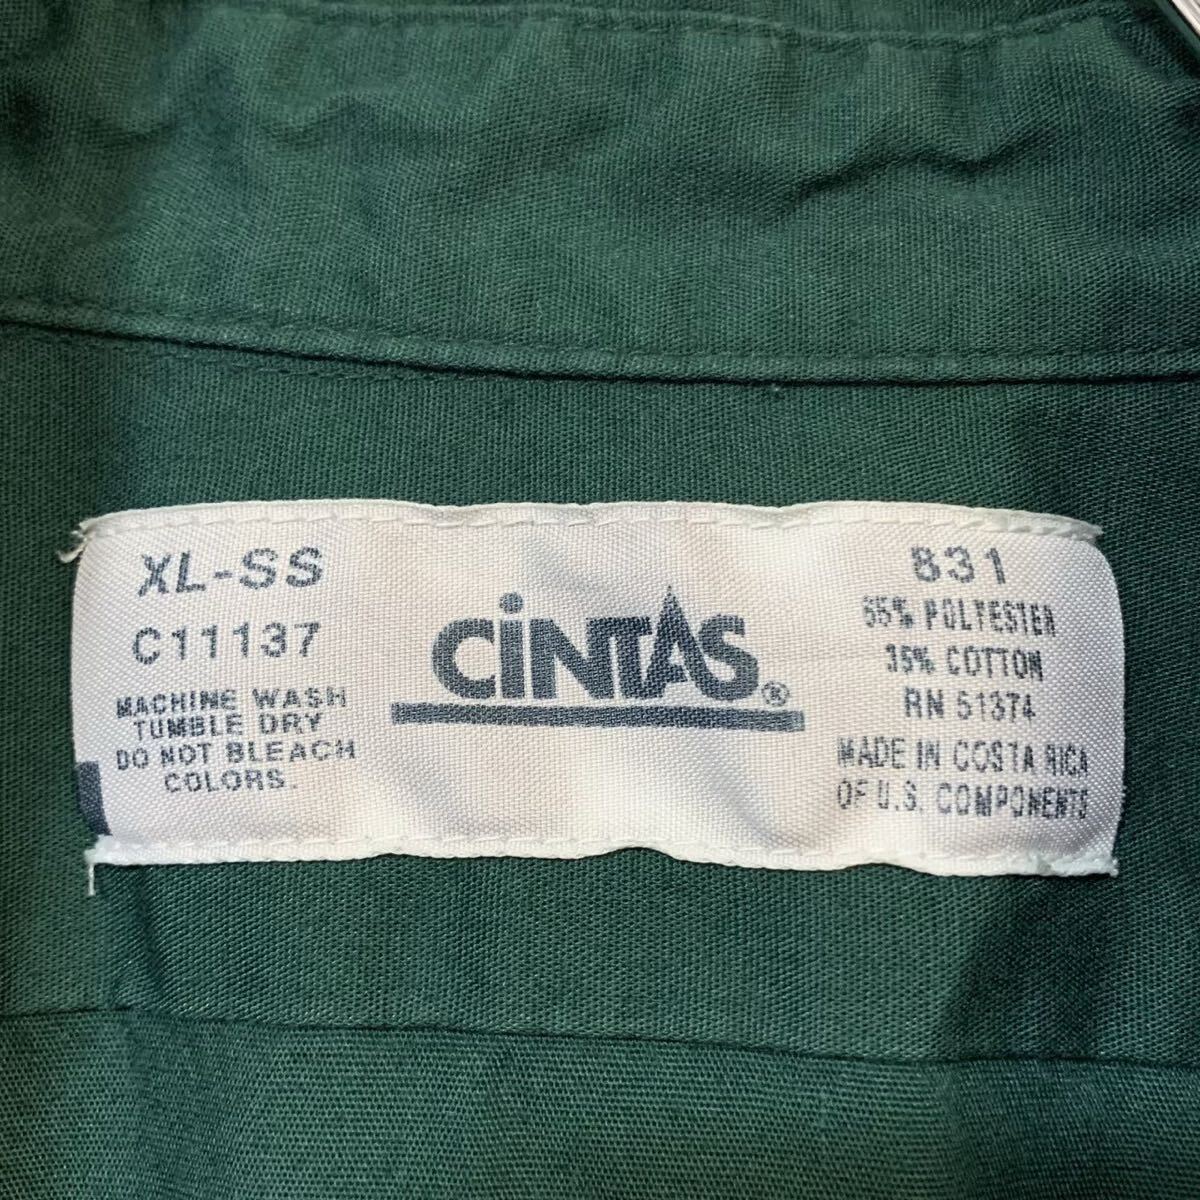 XL-SS
C11137
MACHINE WASH
TUMBLE DRY
DO NOT BLEACH
COLORS.
CiNTAS®
831
65% POLYESTER
35% COTTON
RN 51374
MADE IN COSTA RICA
OF U.S. COMPONENTS